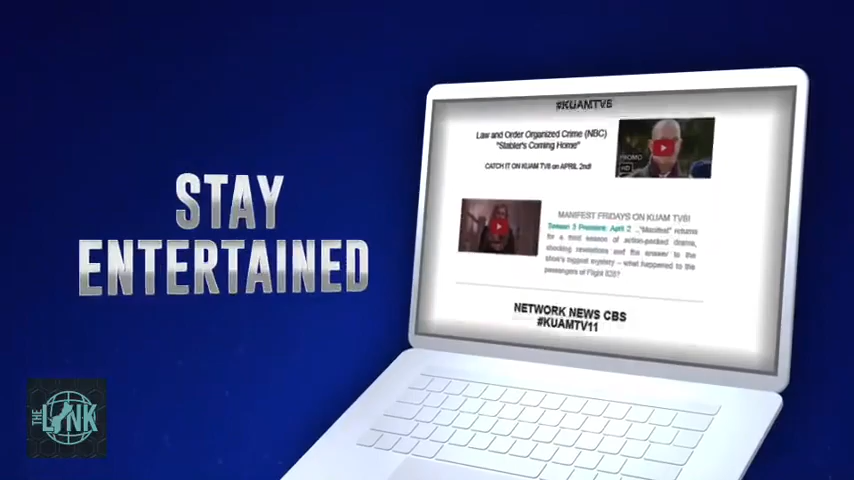 STAY
ENTERTAINED
#KUAMTV8
Law and Order Organized Crime (NBC)
"Stabler's Coming Home"
CATCH IT ON KUAM TV8 on APRIL 2nd!
PROMO
HD
MANIFEST FRIDAYS ON KUAM TV8!
Season 3 Premiere April 2 ..."Manifest" returns
for a third season of action-packed drama,
shocking revelations and the answer to the
show's biggest mystery – what happened to the
passengers of Flight 828?
NETWORK NEWS CBS
#KUAMTV11
THE LINK